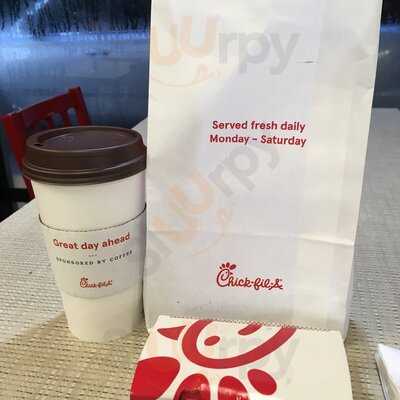 Served fresh daily
Monday - Saturday
Chick-fil-A
Great day ahead
SPONSORED BY COFFEE
Chick-fil-A